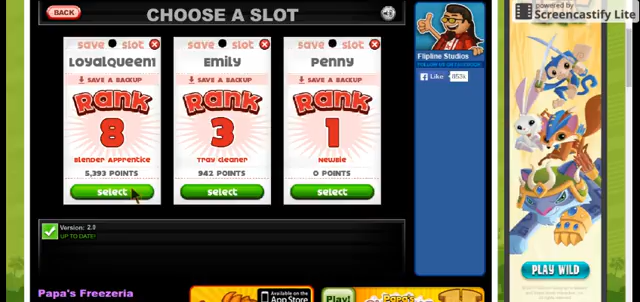 BACK
CHOOSE A SLOT
save slot
LOYALQUEEN1
SAVE A BACKUP
RANK
8
Blender Apprentice
5,393 POINTS
select
save slot
EMILY
SAVE A BACKUP
RANK
3
Tray Cleaner
942 POINTS
select
save slot
PENNY
SAVE A BACKUP
RANK
1
Newbie
0 POINTS
select
Version: 2.0
UP TO DATE!
Papa's Freezeria
Available on the
App Store
Play!
Papa's
Flipline Studios
Like
853k
powered by
Screencastify Lite
PLAY WILD